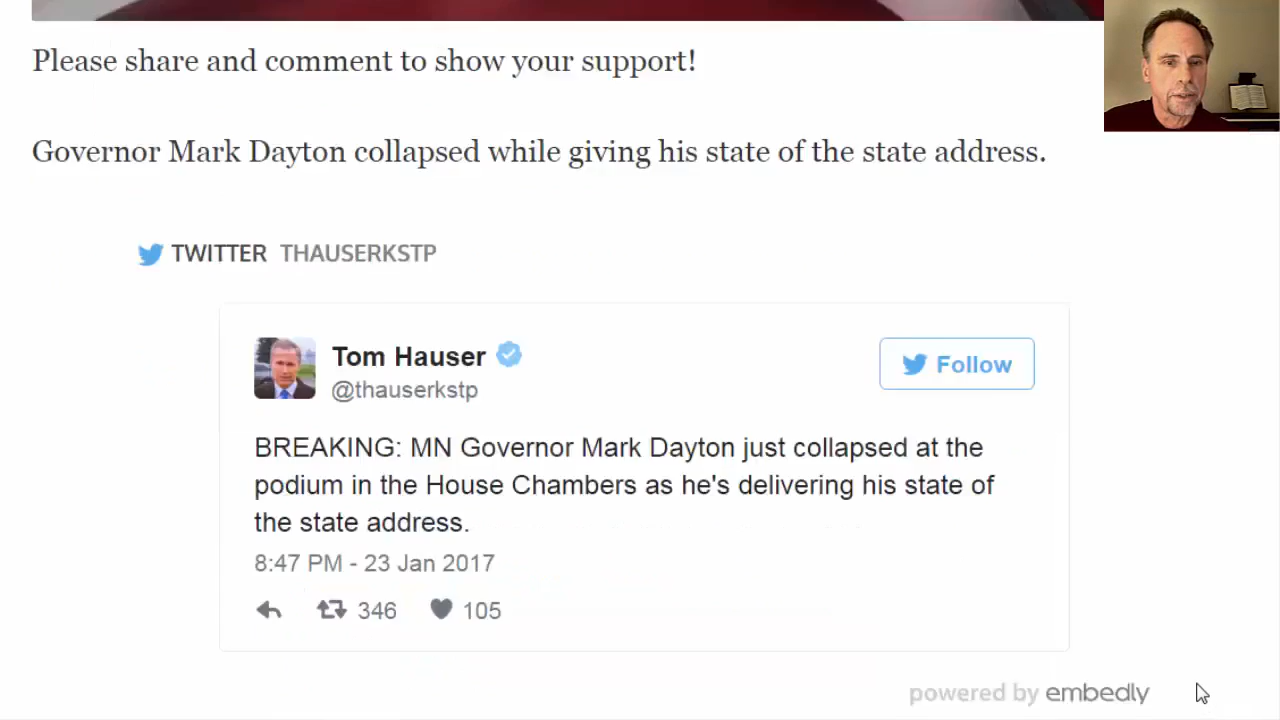 Please share and comment to show your support!
Governor Mark Dayton collapsed while giving his state of the state address.
TWITTER THAUSERKSTP
Tom Hauser
@thauserkstp
Follow
BREAKING: MN Governor Mark Dayton just collapsed at the
podium in the House Chambers as he's delivering his state of
the state address.
8:47 PM - 23 Jan 2017
346 105
powered by embedly